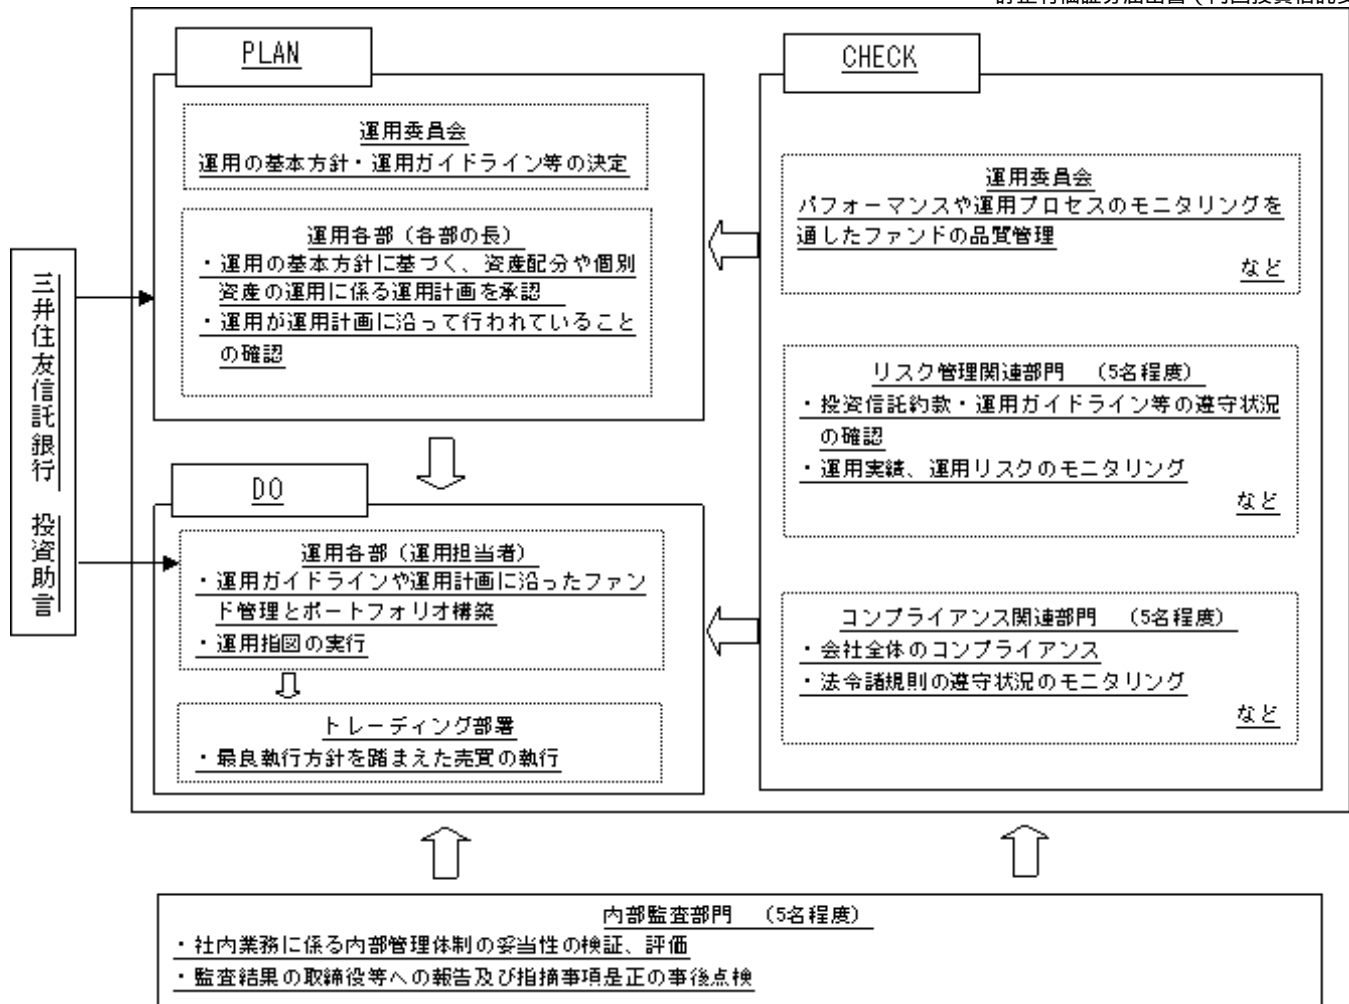 PLAN
運用委員会
運用の基本方針・運用ガイドライン等の決定
運用各部(各部の長)
・運用の基本方針に基づく、資産配分や個別
資産の運用に係る運用計画を承認
・運用が運用計画に沿って行われていること
の確認
三井住友信託銀行 投資助言
DO
運用各部(運用担当者)
・運用ガイドラインや運用計画に沿ったファン
ド管理とポートフォリオ構築
・運用指図の実行
トレーディング部署
・最良執行方針を踏まえた売買の執行
CHECK
運用委員会
パフォーマンスや運用プロセスのモニタリングを
通したファンドの品質管理
など
リスク管理関連部門 (5名程度)
・投資信託約款・運用ガイドライン等の遵守状況
の確認
・運用実績、運用リスクのモニタリング
など
コンプライアンス関連部門 (5名程度)
・会社全体のコンプライアンス
・法令諸規則の遵守状況のモニタリング
など
内部監査部門 (5名程度)
・社内業務に係る内部管理体制の妥当性の検証、評価
・監査結果の取締役等への報告及び指摘事項是正の事後点検